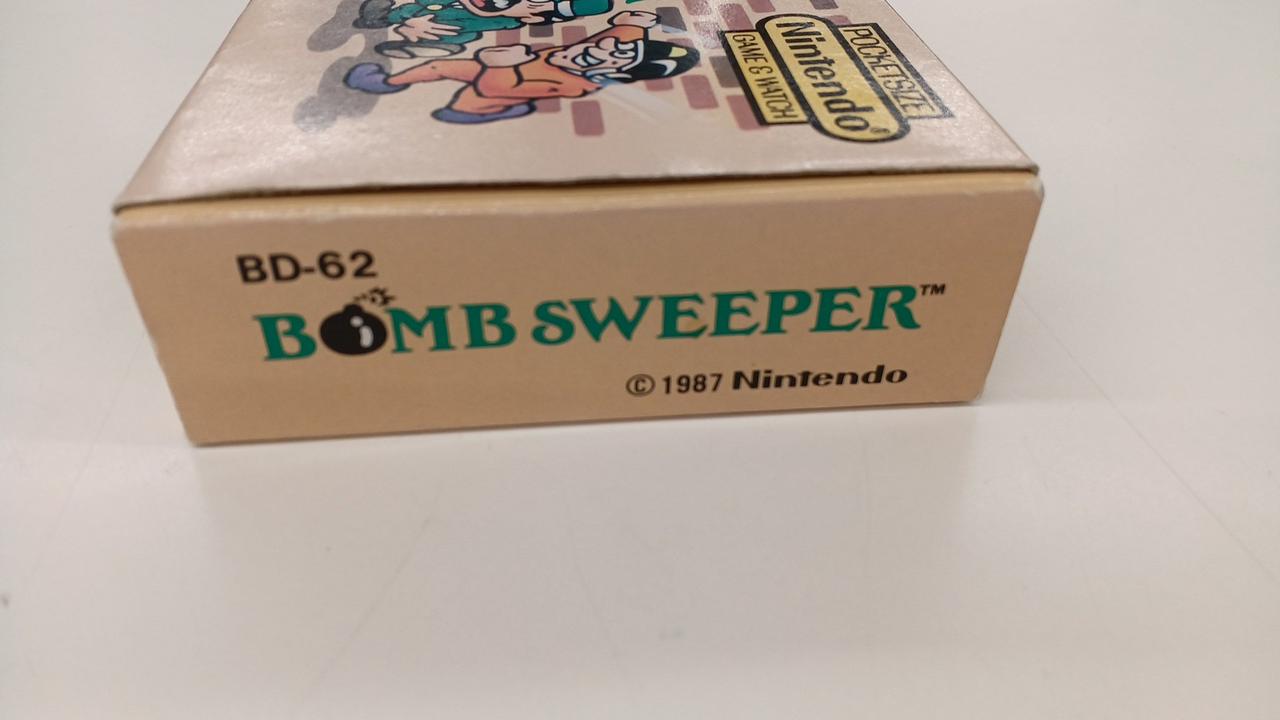 POCKETSIZE
Nintendo®
GAME & WATCH
BD-62
BOMB SWEEPER™
© 1987 Nintendo